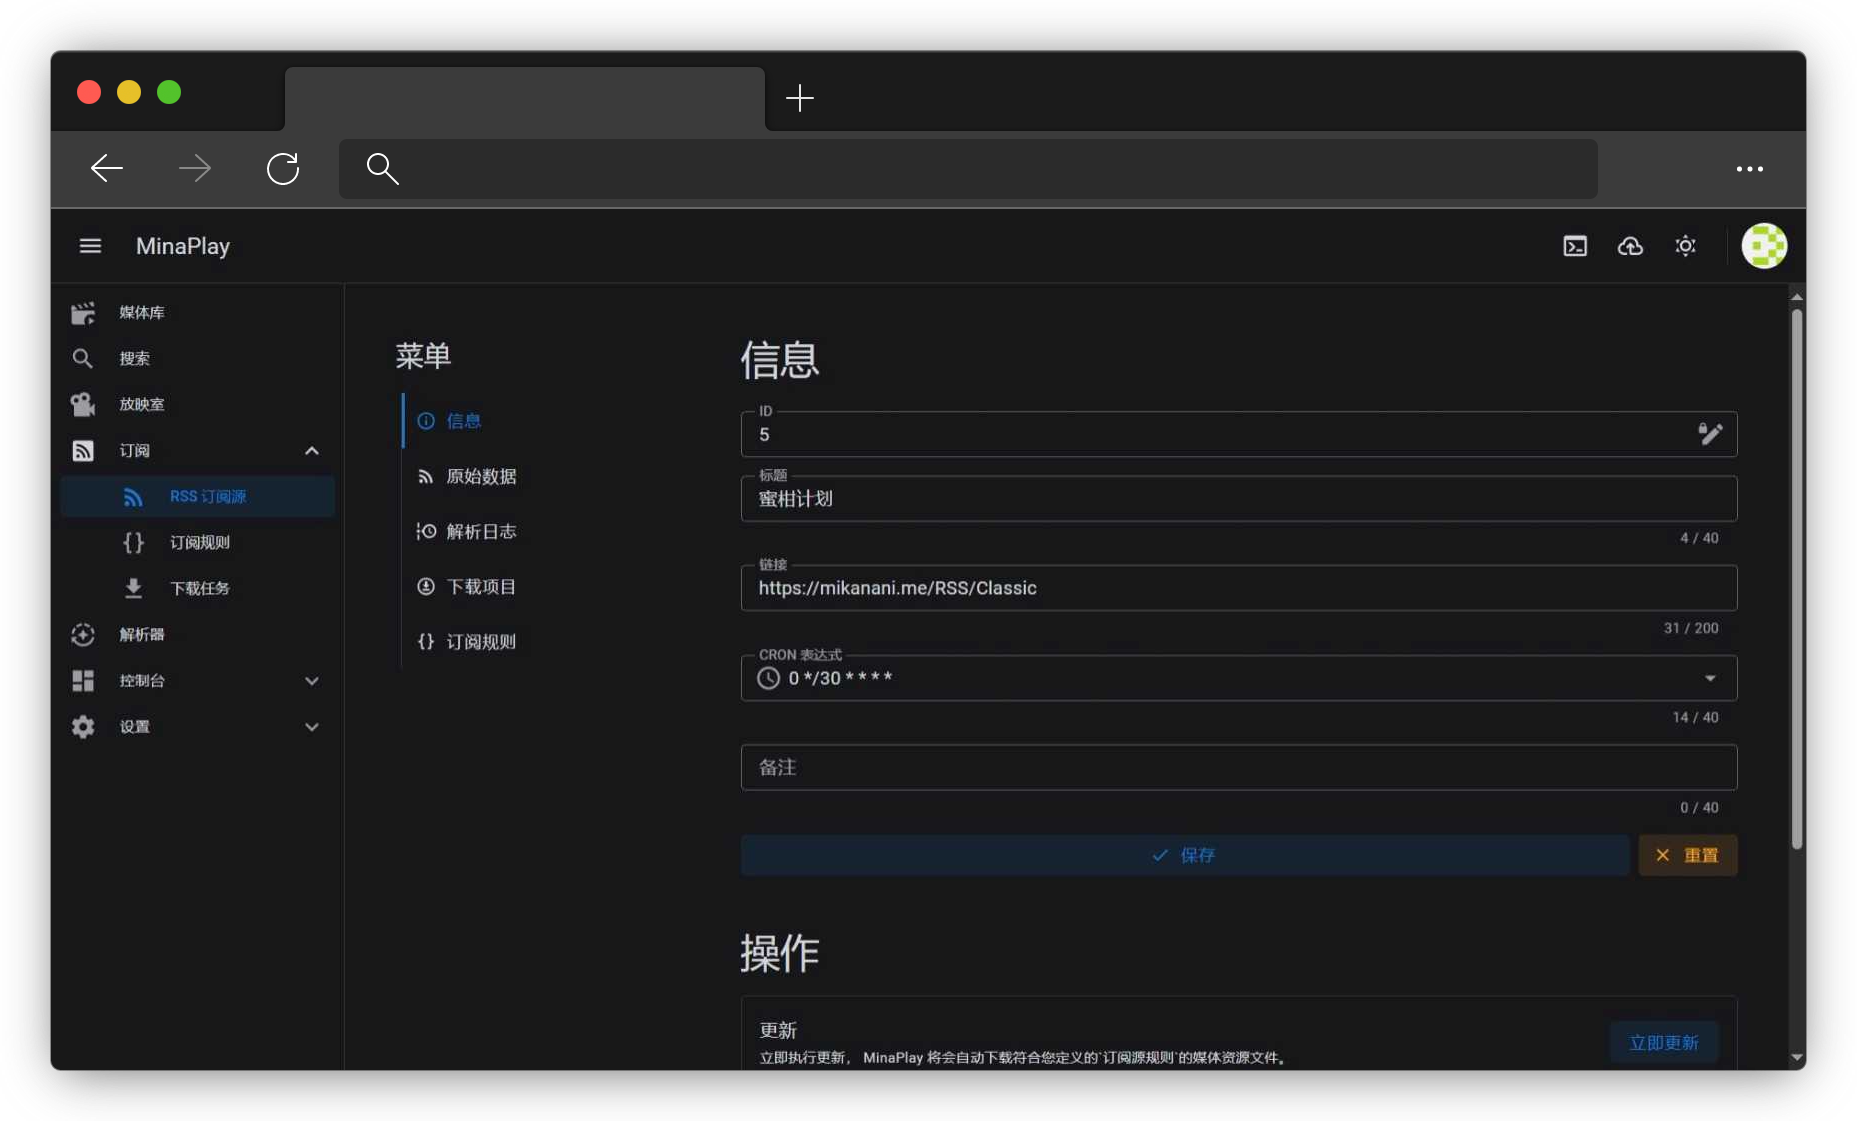 MinaPlay
媒体库
搜索
放映室
订阅
RSS 订阅源
订阅规则
下载任务
解析器
控制台
设置
菜单
信息
原始数据
解析日志
下载项目
订阅规则
信息
ID
5
标题
蜜柑计划
4 / 40
链接
https://mikanani.me/RSS/Classic
31 / 200
CRON 表达式
0 */30 * * * *
14 / 40
备注
0 / 40
保存
重置
操作
更新
立即执行更新， MinaPlay 将会自动下载符合您定义的`订阅源规则`的媒体资源文件。
立即更新